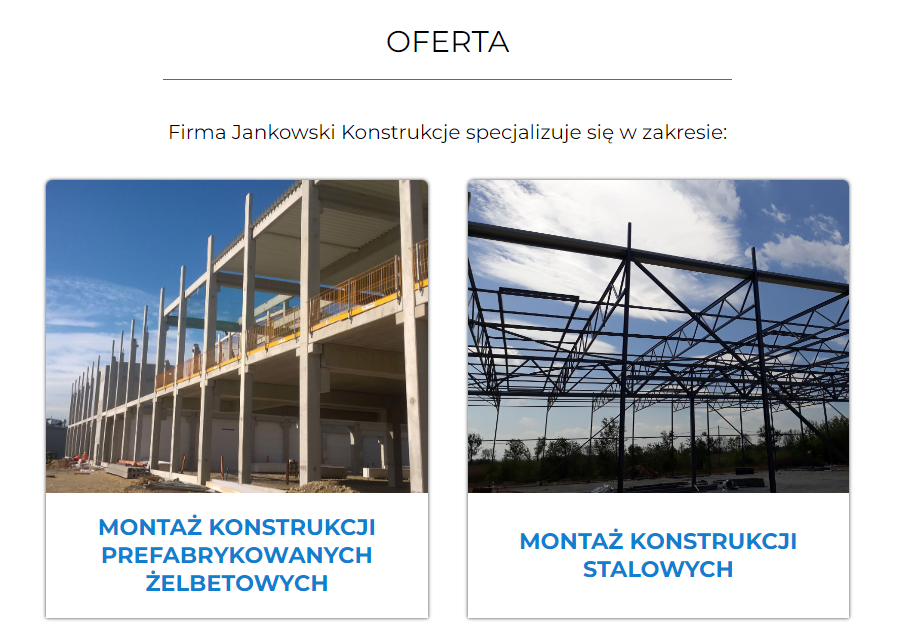 OFERTA
Firma Jankowski Konstrukcje specjalizuje się w zakresie:
MONTAŻ KONSTRUKCJI
PREFABRYKOWANYCH
ŻELBETOWYCH
MONTAŻ KONSTRUKCJI
STALOWYCH